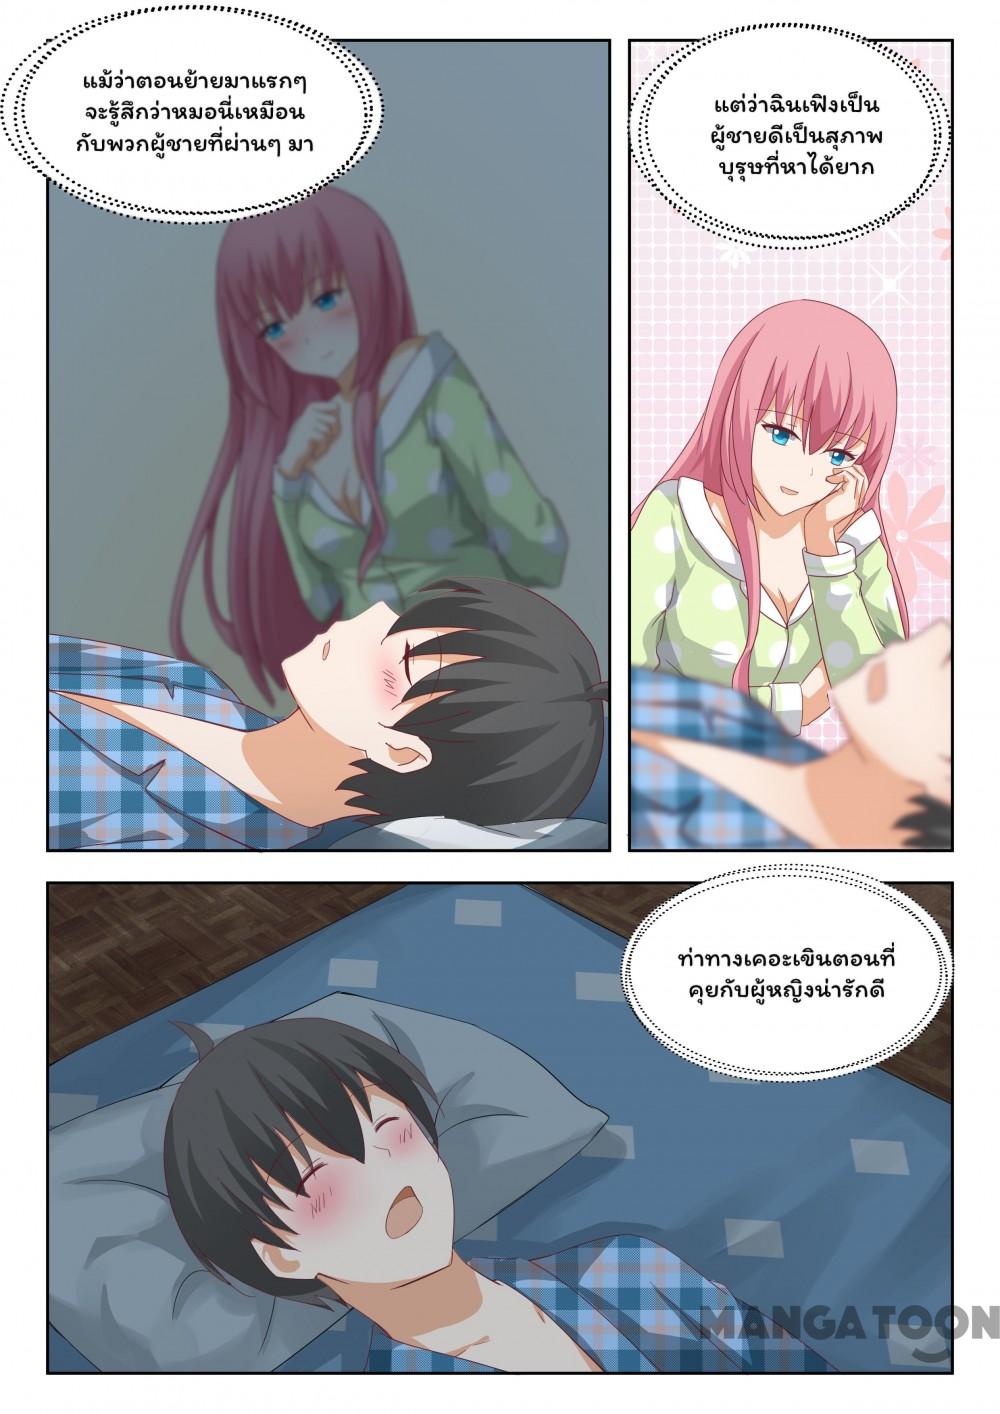 แม้ว่าตอนย้ายมาแรกๆ
จะรู้สึกว่าหมอนี่เหมือน
กับพวกผู้ชายที่ผ่านๆ มา
แต่ว่าฉินเฟิงเป็น
ผู้ชายดีเป็นสุภาพ
บุรุษที่หาได้ยาก
ท่าทางเคอะเขินตอนที่
คุยกับผู้หญิงน่ารักดี
MANGATOON